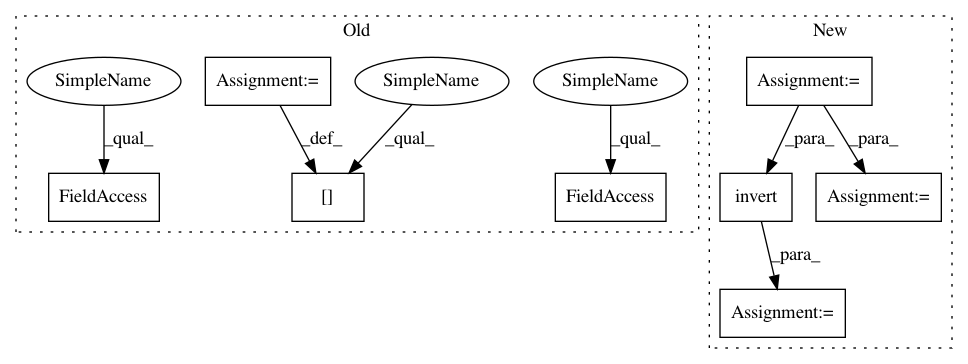 Old
New
SimpleName
Assignment:=
SimpleName
SimpleName
Assignment:=
_qual_
_def_
_qual_
_qual_
_para_
_para_
FieldAccess
[]
FieldAccess
invert
Assignment:=
_para_
Assignment:=